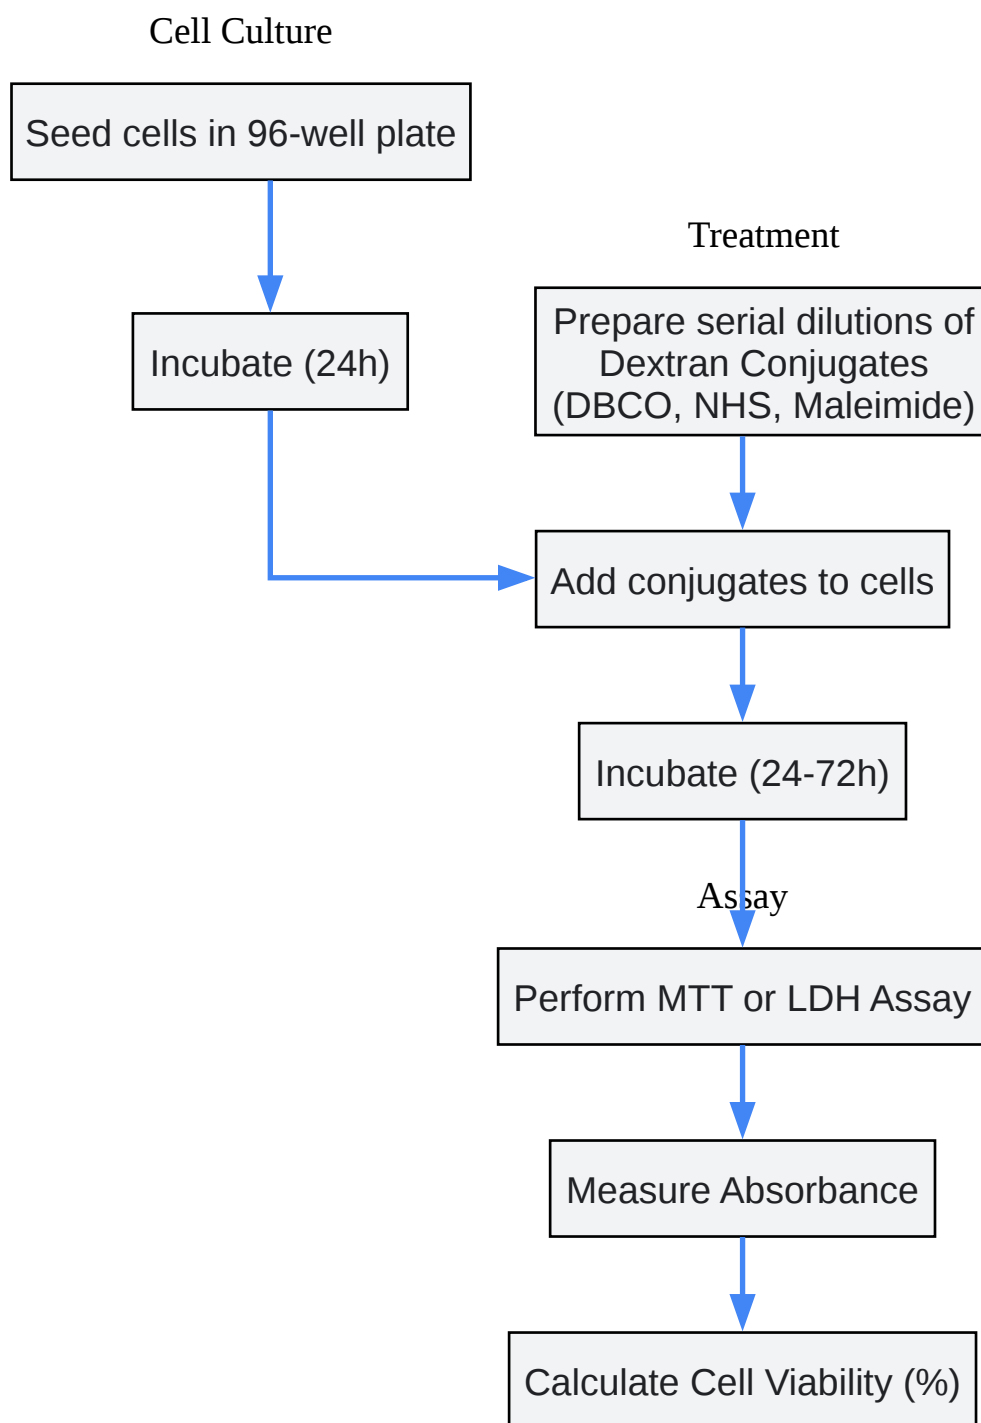 Cell Culture
Seed cells in 96-well plate
Incubate (24h)
Treatment
Prepare serial dilutions of
Dextran Conjugates
(DBCO, NHS, Maleimide)
Add conjugates to cells
Incubate (24-72h)
Assay
Perform MTT or LDH Assay
Measure Absorbance
Calculate Cell Viability (%)